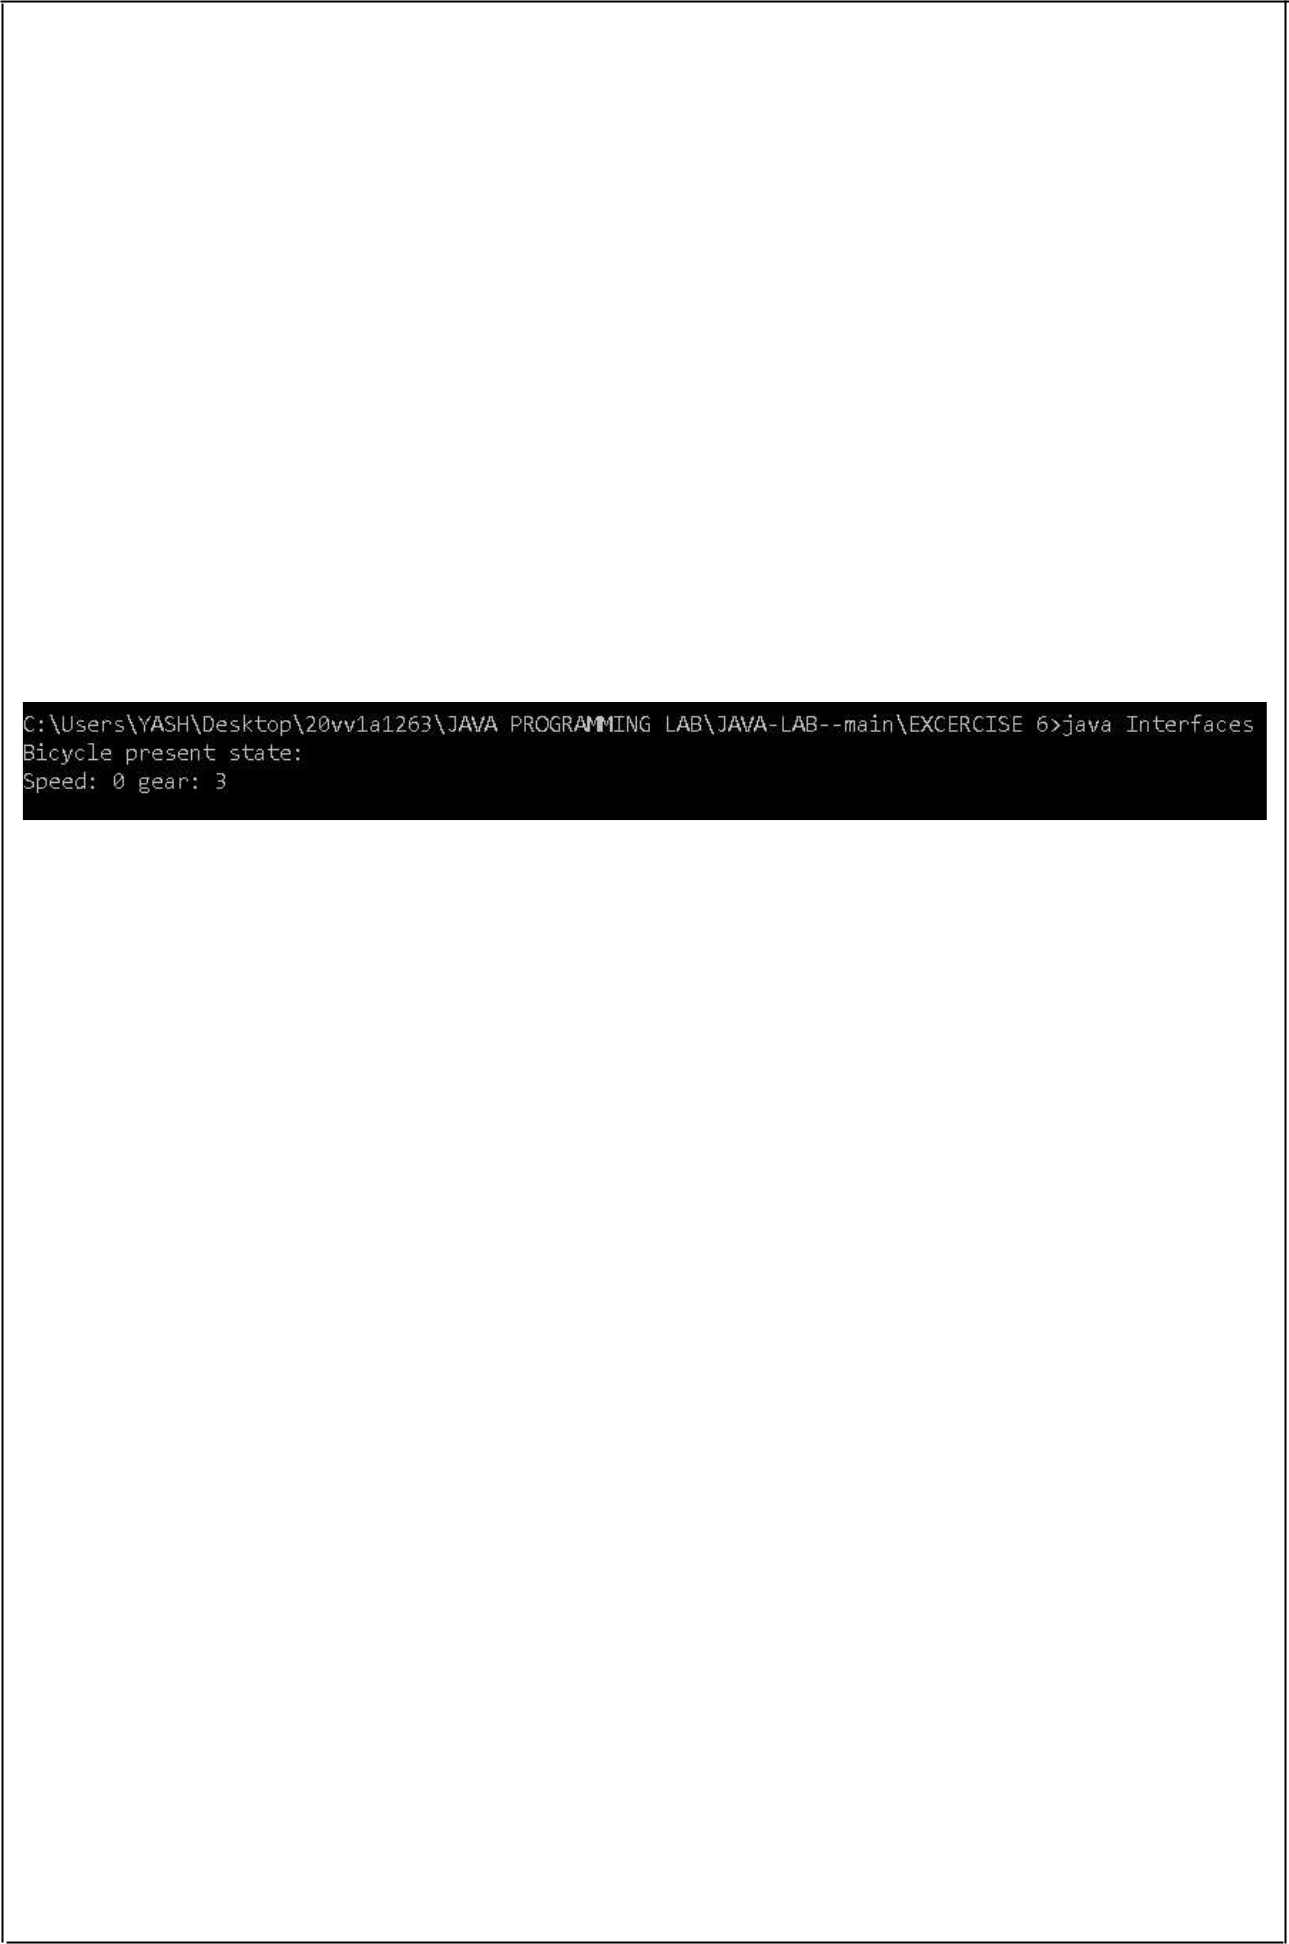 C:\Users\YASH\Desktop\20vv1a1263\JAVA PROGRAMMING LAB\JAVA-LAB--main\EXCERCISE 6>java Interfaces
Bicycle present state:
Speed: 0 gear: 3